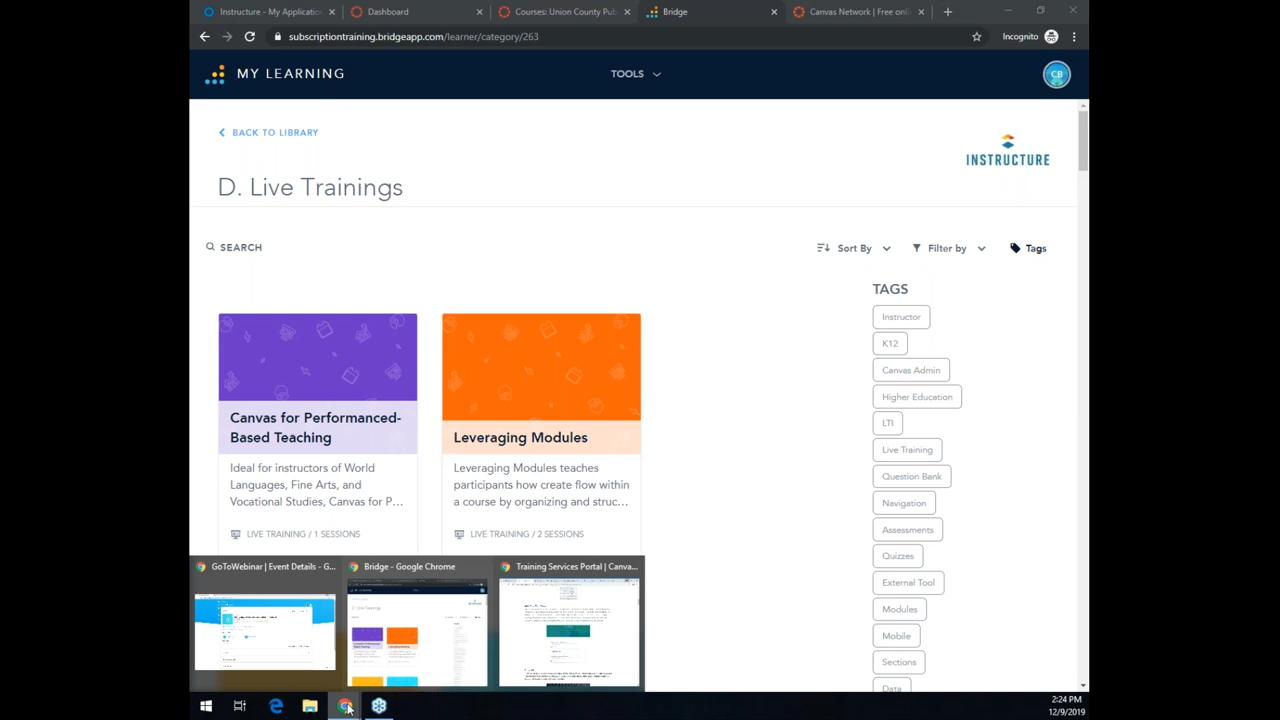 Instructure - My Applicatio
Dashboard
Courses: Union County Pub
Bridge
Canvas Network | Free onli
subscriptiontraining.bridgeapp.com/learner/category/263
Incognito
MY LEARNING
TOOLS
CB
BACK TO LIBRARY
INSTRUCTURE
D. Live Trainings
SEARCH
Sort By
Filter by
Tags
TAGS
Instructor
K12
Canvas Admin
Higher Education
LTI
Live Training
Question Bank
Navigation
Assessments
Quizzes
External Tool
Modules
Mobile
Sections
Data
Canvas for Performanced-
Based Teaching
Ideal for instructors of World
Languages, Fine Arts, and
Vocational Studies, Canvas for P...
LIVE TRAINING / 1 SESSIONS
Leveraging Modules
Leveraging Modules teaches
participants how create flow within
a course by organizing and struc...
LIVE TRAINING / 2 SESSIONS
GoToWebinar | Event Details - G...
Bridge - Google Chrome
Training Services Portal | Canva...
2:24 PM
12/9/2019